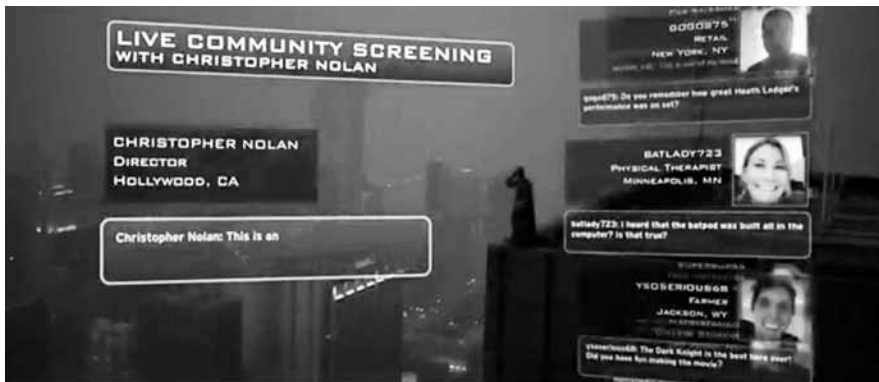 LIVE COMMUNITY SCREENING
WITH CHRISTOPHER NOLAN
CHRISTOPHER NOLAN
DIRECTOR
HOLLYWOOD, CA
Christopher Nolan: This is an
GOGO875
RETAIL
NEW YORK, NY
gogo875: Do you remember how great Heath Ledger's
performance was on set?
BATLADY723
PHYSICAL THERAPIST
MINNEAPOLIS, MN
batlady723: I heard that the batpod was built all in the
computer? Is that true?
YSOSERIOUS68
FARMER
JACKSON, WY
ysoserious68: The Dark Knight is the best hero ever!
Did you have fun making the movie?